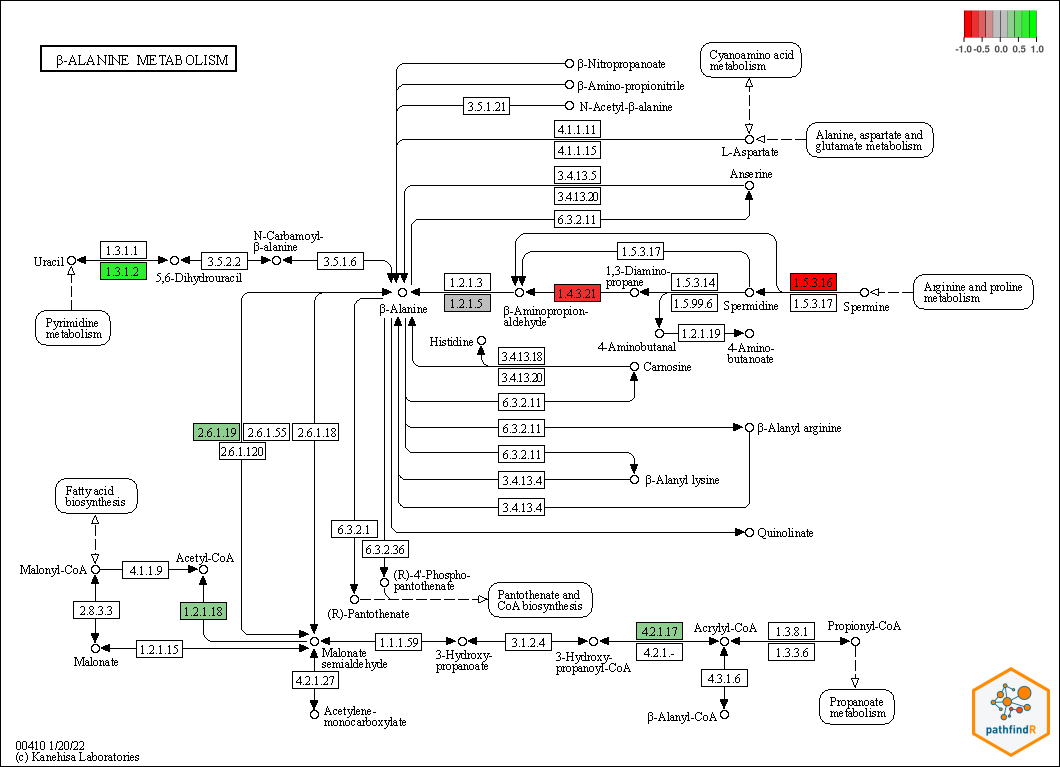 β-ALANINE METABOLISM
-1.0 -0.5 0.0 0.5 1.0
β-Nitropropanoate
β-Amino-propionitrile
3.5.1.21
N-Acetyl-β-alanine
Cyanoamino acid
metabolism
4.1.1.11
4.1.1.15
L-Aspartate
Alanine, aspartate and
glutamate metabolism
3.4.13.5
3.4.13.20
Anserine
6.3.2.11
Uracil
1.3.1.1
1.3.1.2
5,6-Dihydrouracil
3.5.2.2
N-Carbamoyl-
β-alanine
3.5.1.6
Pyrimidine
metabolism
β-Alanine
1.2.1.3
1.2.1.5
β-Aminopropion-
aldehyde
1.4.3.21
1,3-Diamino-
propane
1.5.3.17
1.5.3.14
1.5.99.6
Spermidine
1.5.3.16
1.5.3.17
Spermine
Arginine and proline
metabolism
4-Aminobutanal
1.2.1.19
4-Amino-
butanoate
Histidine
3.4.13.18
3.4.13.20
Carnosine
6.3.2.11
6.3.2.11
β-Alanyl arginine
6.3.2.11
3.4.13.4
β-Alanyl lysine
3.4.13.4
Quinolinate
2.6.1.19
2.6.1.55
2.6.1.18
2.6.1.120
Fatty acid
biosynthesis
Malonyl-CoA
4.1.1.9
Acetyl-CoA
2.8.3.3
1.2.1.18
Malonate
1.2.1.15
6.3.2.1
6.3.2.36
(R)-4'-Phospho-
pantothenate
(R)-Pantothenate
Pantothenate and
CoA biosynthesis
Malonate
semialdehyde
1.1.1.59
3-Hydroxy-
propanoate
3.1.2.4
3-Hydroxy-
propanoyl-CoA
4.2.1.17
4.2.1.-
Acrylyl-CoA
1.3.8.1
1.3.3.6
Propionyl-CoA
4.2.1.27
Acetylene-
monocarboxylate
4.3.1.6
β-Alanyl-CoA
Propanoate
metabolism
pathfindR
00410 1/20/22
(c) Kanehisa Laboratories